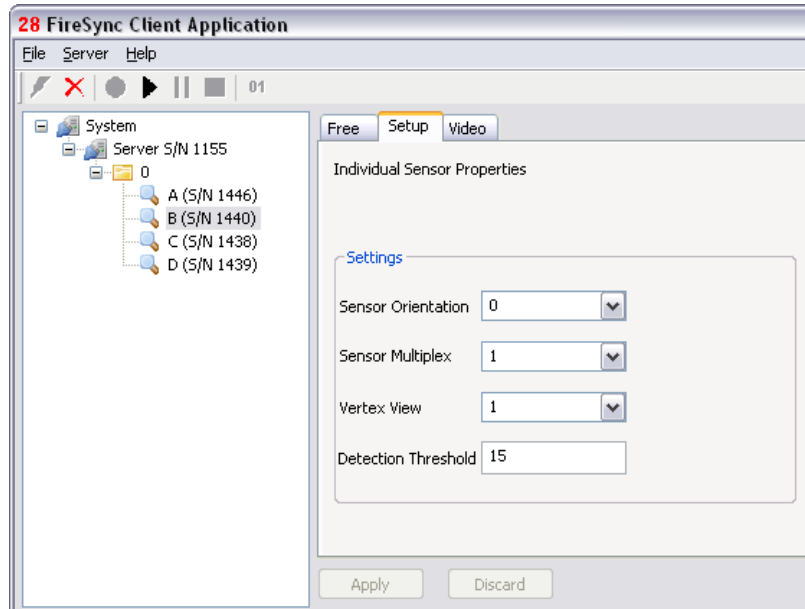 28 FireSync Client Application
File Server Help
01
System
Server S/N 1155
0
A (S/N 1446)
B (S/N 1440)
C (S/N 1438)
D (S/N 1439)
Free Setup Video
Individual Sensor Properties
Settings
Sensor Orientation 0
Sensor Multiplex 1
Vertex View 1
Detection Threshold 15
Apply Discard